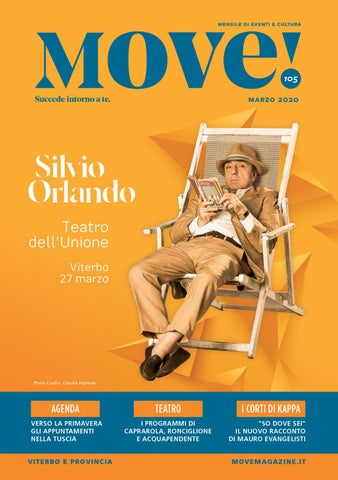 MENSILE DI EVENTI E CULTURA
MOVE!
105
Succede intorno a te.
MARZO 2020
Silvio
Orlando
Teatro
dell'Unione
Viterbo
27 marzo
Photo Credits: Claudia Pajewski
AGENDA
VERSO LA PRIMAVERA
GLI APPUNTAMENTI
NELLA TUSCIA
TEATRO
I PROGRAMMI DI
CAPRAROLA, RONCIGLIONE
E ACQUAPENDENTE
I CORTI DI KAPPA
"SO DOVE SEI"
IL NUOVO RACCONTO
DI MAURO EVANGELISTI
VITERBO E PROVINCIA
MOVEMAGAZINE.IT